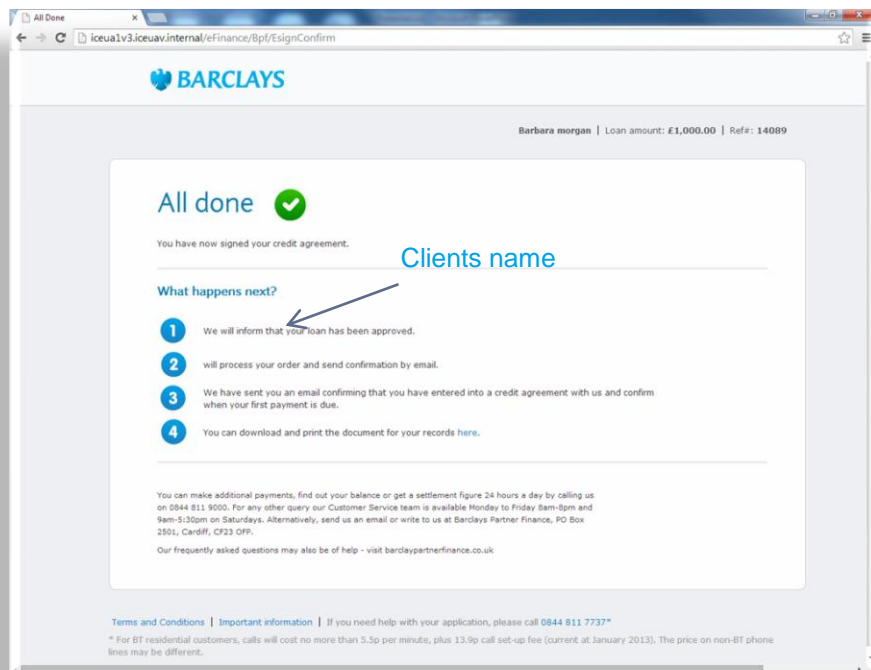 All Done
iceua1v3.iceuav.internal/eFinance/Bpf/EsignConfirm
BARCLAYS
Barbara morgan | Loan amount: £1,000.00 | Ref#: 14089
All done
You have now signed your credit agreement.
Clients name
What happens next?
1 We will inform that your loan has been approved.
2 will process your order and send confirmation by email.
3 We have sent you an email confirming that you have entered into a credit agreement with us and confirm
when your first payment is due.
4 You can download and print the document for your records here.
You can make additional payments, find out your balance or get a settlement figure 24 hours a day by calling us
on 0844 811 9000. For any other query our Customer Service team is available Monday to Friday 8am-8pm and
9am-5:30pm on Saturdays. Alternatively, send us an email or write to us at Barclays Partner Finance, PO Box
2501, Cardiff, CF23 0FP.
Our frequently asked questions may also be of help - visit barclaypartnerfinance.co.uk
Terms and Conditions | Important information | If you need help with your application, please call 0844 811 7737*
* For BT residential customers, calls will cost no more than 5.5p per minute, plus 13.9p call set-up fee (current at January 2013). The price on non-BT phone
lines may be different.